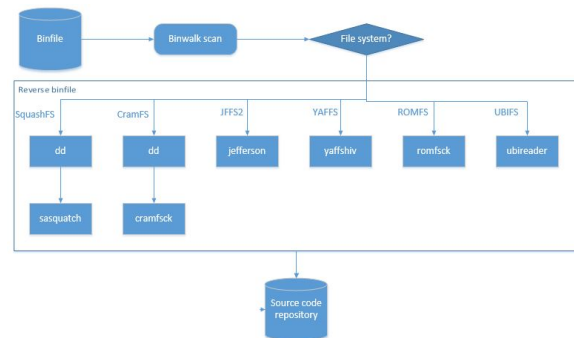 Binfile
Binwalk scan
File system?
Reverse binfile
SquashFS
CramFS
JFFS2
YAFFS
ROMFS
UBIFS
dd
dd
jefferson
yaffshiv
romfsck
ubireader
sasquatch
cramfsck
Source code
repository